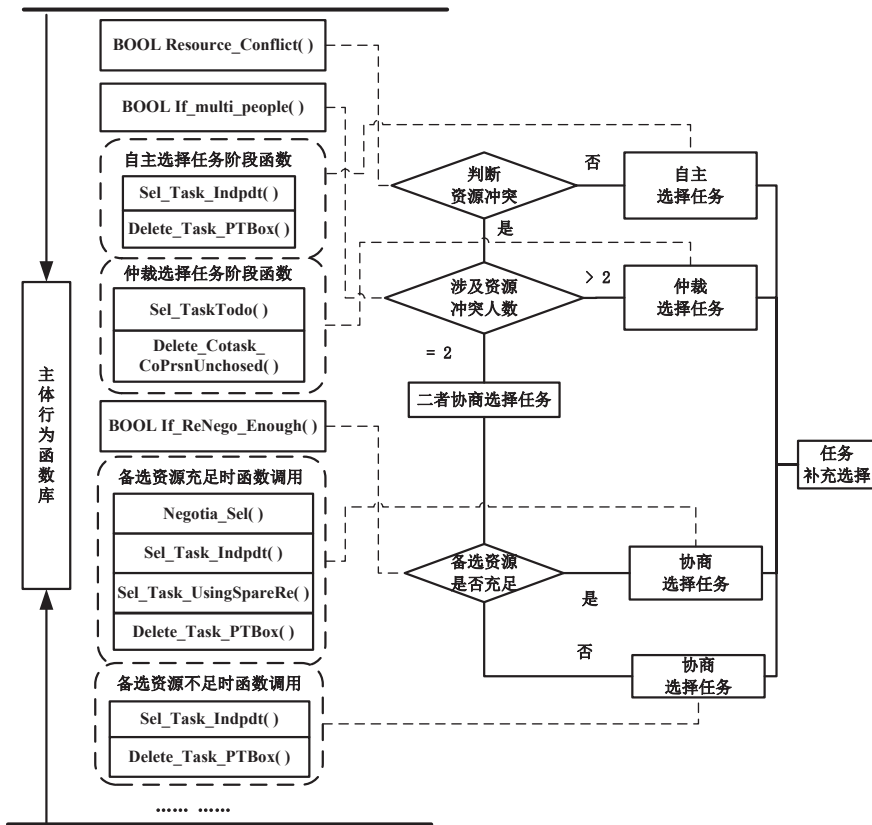 BOOL Resource_Conflict( )
BOOL If_multi_people( )
自主选择任务阶段函数
Sel_Task_Indpdt( )
Delete_Task_PTBox( )
仲裁选择任务阶段函数
Sel_TaskTodo( )
Delete_Cotask_
CoPrsnUnchosed( )
BOOL If_ReNego_Enough( )
备选资源充足时函数调用
Negotia_Sel( )
Sel_Task_Indpdt( )
Sel_Task_UsingSpareRe( )
Delete_Task_PTBox( )
备选资源不足时函数调用
Sel_Task_Indpdt( )
Delete_Task_PTBox( )
…… ……
主
体
行
为
函
数
库
判断
资源冲突
否
自主
选择任务
是
涉及资源
冲突人数
> 2
仲裁
选择任务
= 2
二者协商选择任务
任务
补充选择
备选资源
是否充足
是
协商
选择任务
否
协商
选择任务